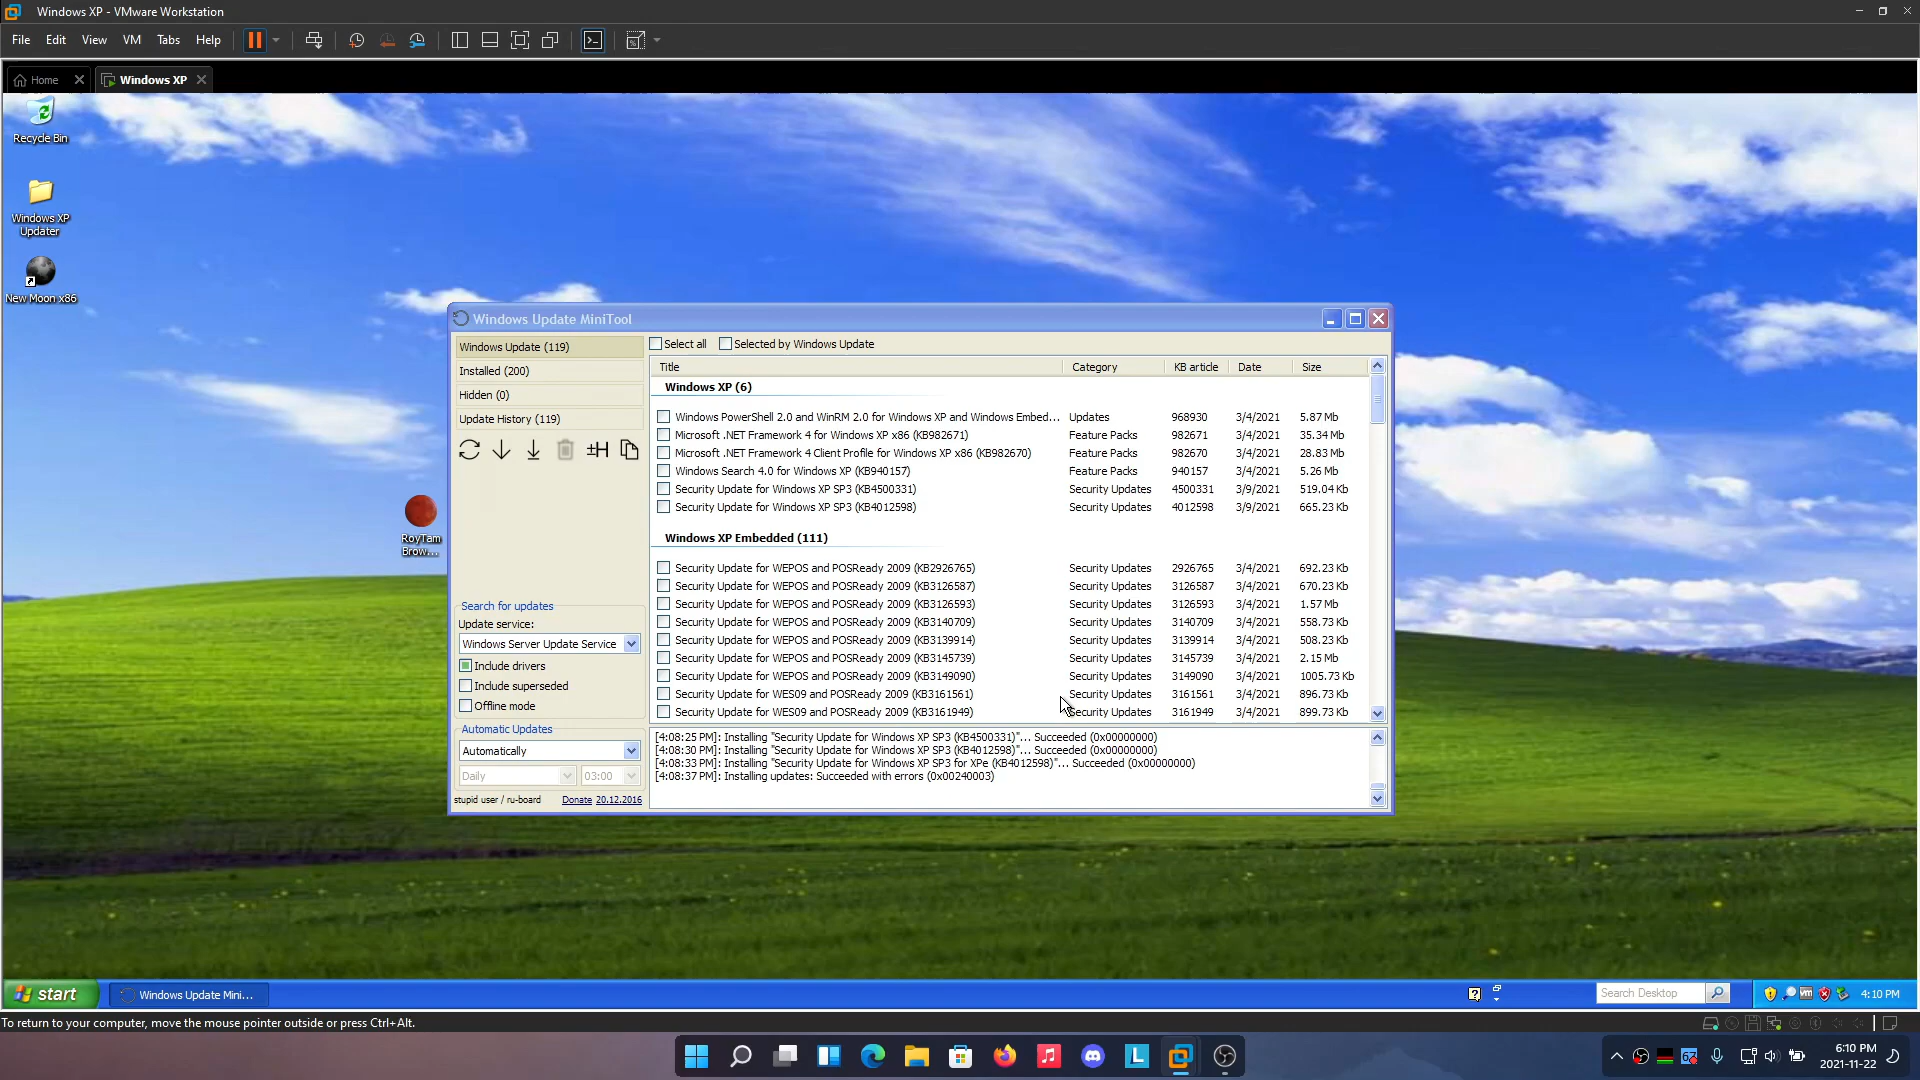 Windows XP - VMware Workstation
File Edit View VM Tabs Help
Home
Windows XP
Recycle Bin
Windows XP
Updater
New Moon x86
RoyTam
Brow...
Windows Update MiniTool
Windows Update (119)
Installed (200)
Hidden (0)
Update History (119)
±H
Search for updates
Update service:
Windows Server Update Service
Include drivers
Include superseded
Offline mode
Automatic Updates
Automatically
Daily 03:00
stupid user / ru-board Donate 20.12.2016
Select all Selected by Windows Update
Title Category KB article Date Size
Windows XP (6)
Windows PowerShell 2.0 and WinRM 2.0 for Windows XP and Windows Embed... Updates 968930 3/4/2021 5.87 Mb
Microsoft .NET Framework 4 for Windows XP x86 (KB982671) Feature Packs 982671 3/4/2021 35.34 Mb
Microsoft .NET Framework 4 Client Profile for Windows XP x86 (KB982670) Feature Packs 982670 3/4/2021 28.83 Mb
Windows Search 4.0 for Windows XP (KB940157) Feature Packs 940157 3/4/2021 5.26 Mb
Security Update for Windows XP SP3 (KB4500331) Security Updates 4500331 3/9/2021 519.04 Kb
Security Update for Windows XP SP3 (KB4012598) Security Updates 4012598 3/9/2021 665.23 Kb
Windows XP Embedded (111)
Security Update for WEPOS and POSReady 2009 (KB2926765) Security Updates 2926765 3/4/2021 692.23 Kb
Security Update for WEPOS and POSReady 2009 (KB3126587) Security Updates 3126587 3/4/2021 670.23 Kb
Security Update for WEPOS and POSReady 2009 (KB3126593) Security Updates 3126593 3/4/2021 1.57 Mb
Security Update for WEPOS and POSReady 2009 (KB3140709) Security Updates 3140709 3/4/2021 558.73 Kb
Security Update for WEPOS and POSReady 2009 (KB3139914) Security Updates 3139914 3/4/2021 508.23 Kb
Security Update for WEPOS and POSReady 2009 (KB3145739) Security Updates 3145739 3/4/2021 2.15 Mb
Security Update for WEPOS and POSReady 2009 (KB3149090) Security Updates 3149090 3/4/2021 1005.73 Kb
Security Update for WES09 and POSReady 2009 (KB3161561) Security Updates 3161561 3/4/2021 896.73 Kb
Security Update for WES09 and POSReady 2009 (KB3161949) Security Updates 3161949 3/4/2021 899.73 Kb
[4:08:25 PM]: Installing "Security Update for Windows XP SP3 (KB4500331)"... Succeeded (0x00000000)
[4:08:30 PM]: Installing "Security Update for Windows XP SP3 (KB4012598)"... Succeeded (0x00000000)
[4:08:33 PM]: Installing "Security Update for Windows XP SP3 for XPe (KB4012598)"... Succeeded (0x00000000)
[4:08:37 PM]: Installing updates: Succeeded with errors (0x00240003)
start Windows Update Mini... Search Desktop 4:10 PM
To return to your computer, move the mouse pointer outside or press Ctrl+Alt.
6:10 PM
2021-11-22